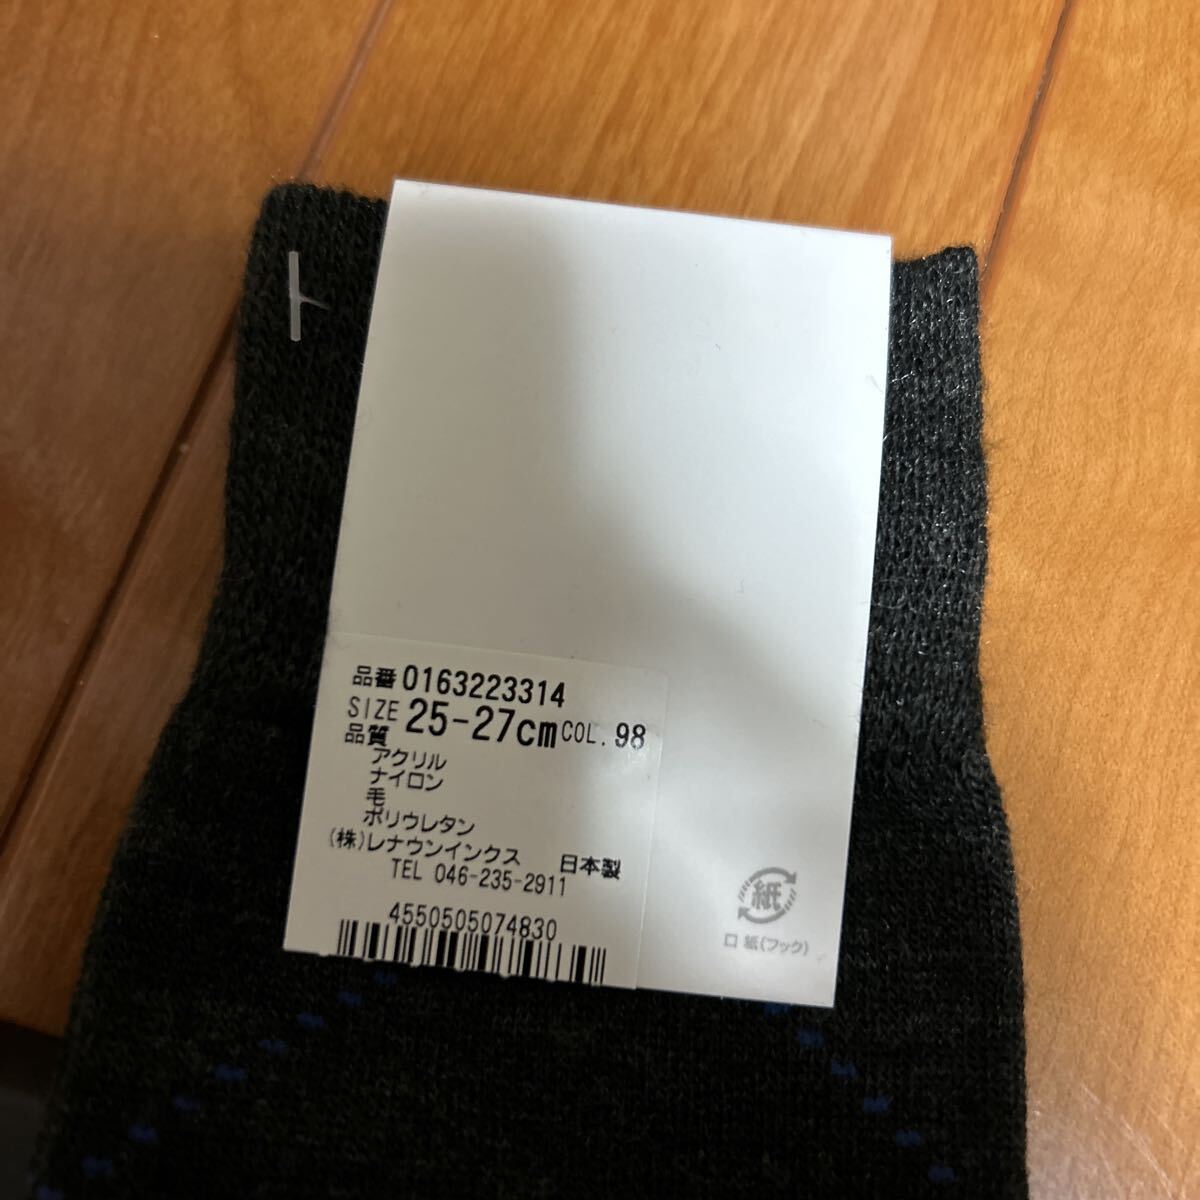 品番 0163223314
SIZE 25-27cm COL. 98
品質
アクリル
ナイロン
毛
ポリウレタン
(株)レナウンインクス 日本製
TEL 046-235-2911
4550505074830
紙
口紙(フック)